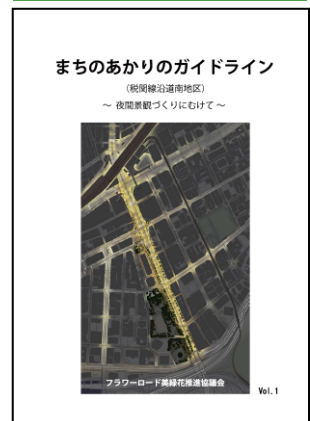 まちのあかりのガイドライン
(税関線沿道南地区)
~ 夜間景観づくりにむけて ~
フラワーロード美緑花推進協議会
Vol.1